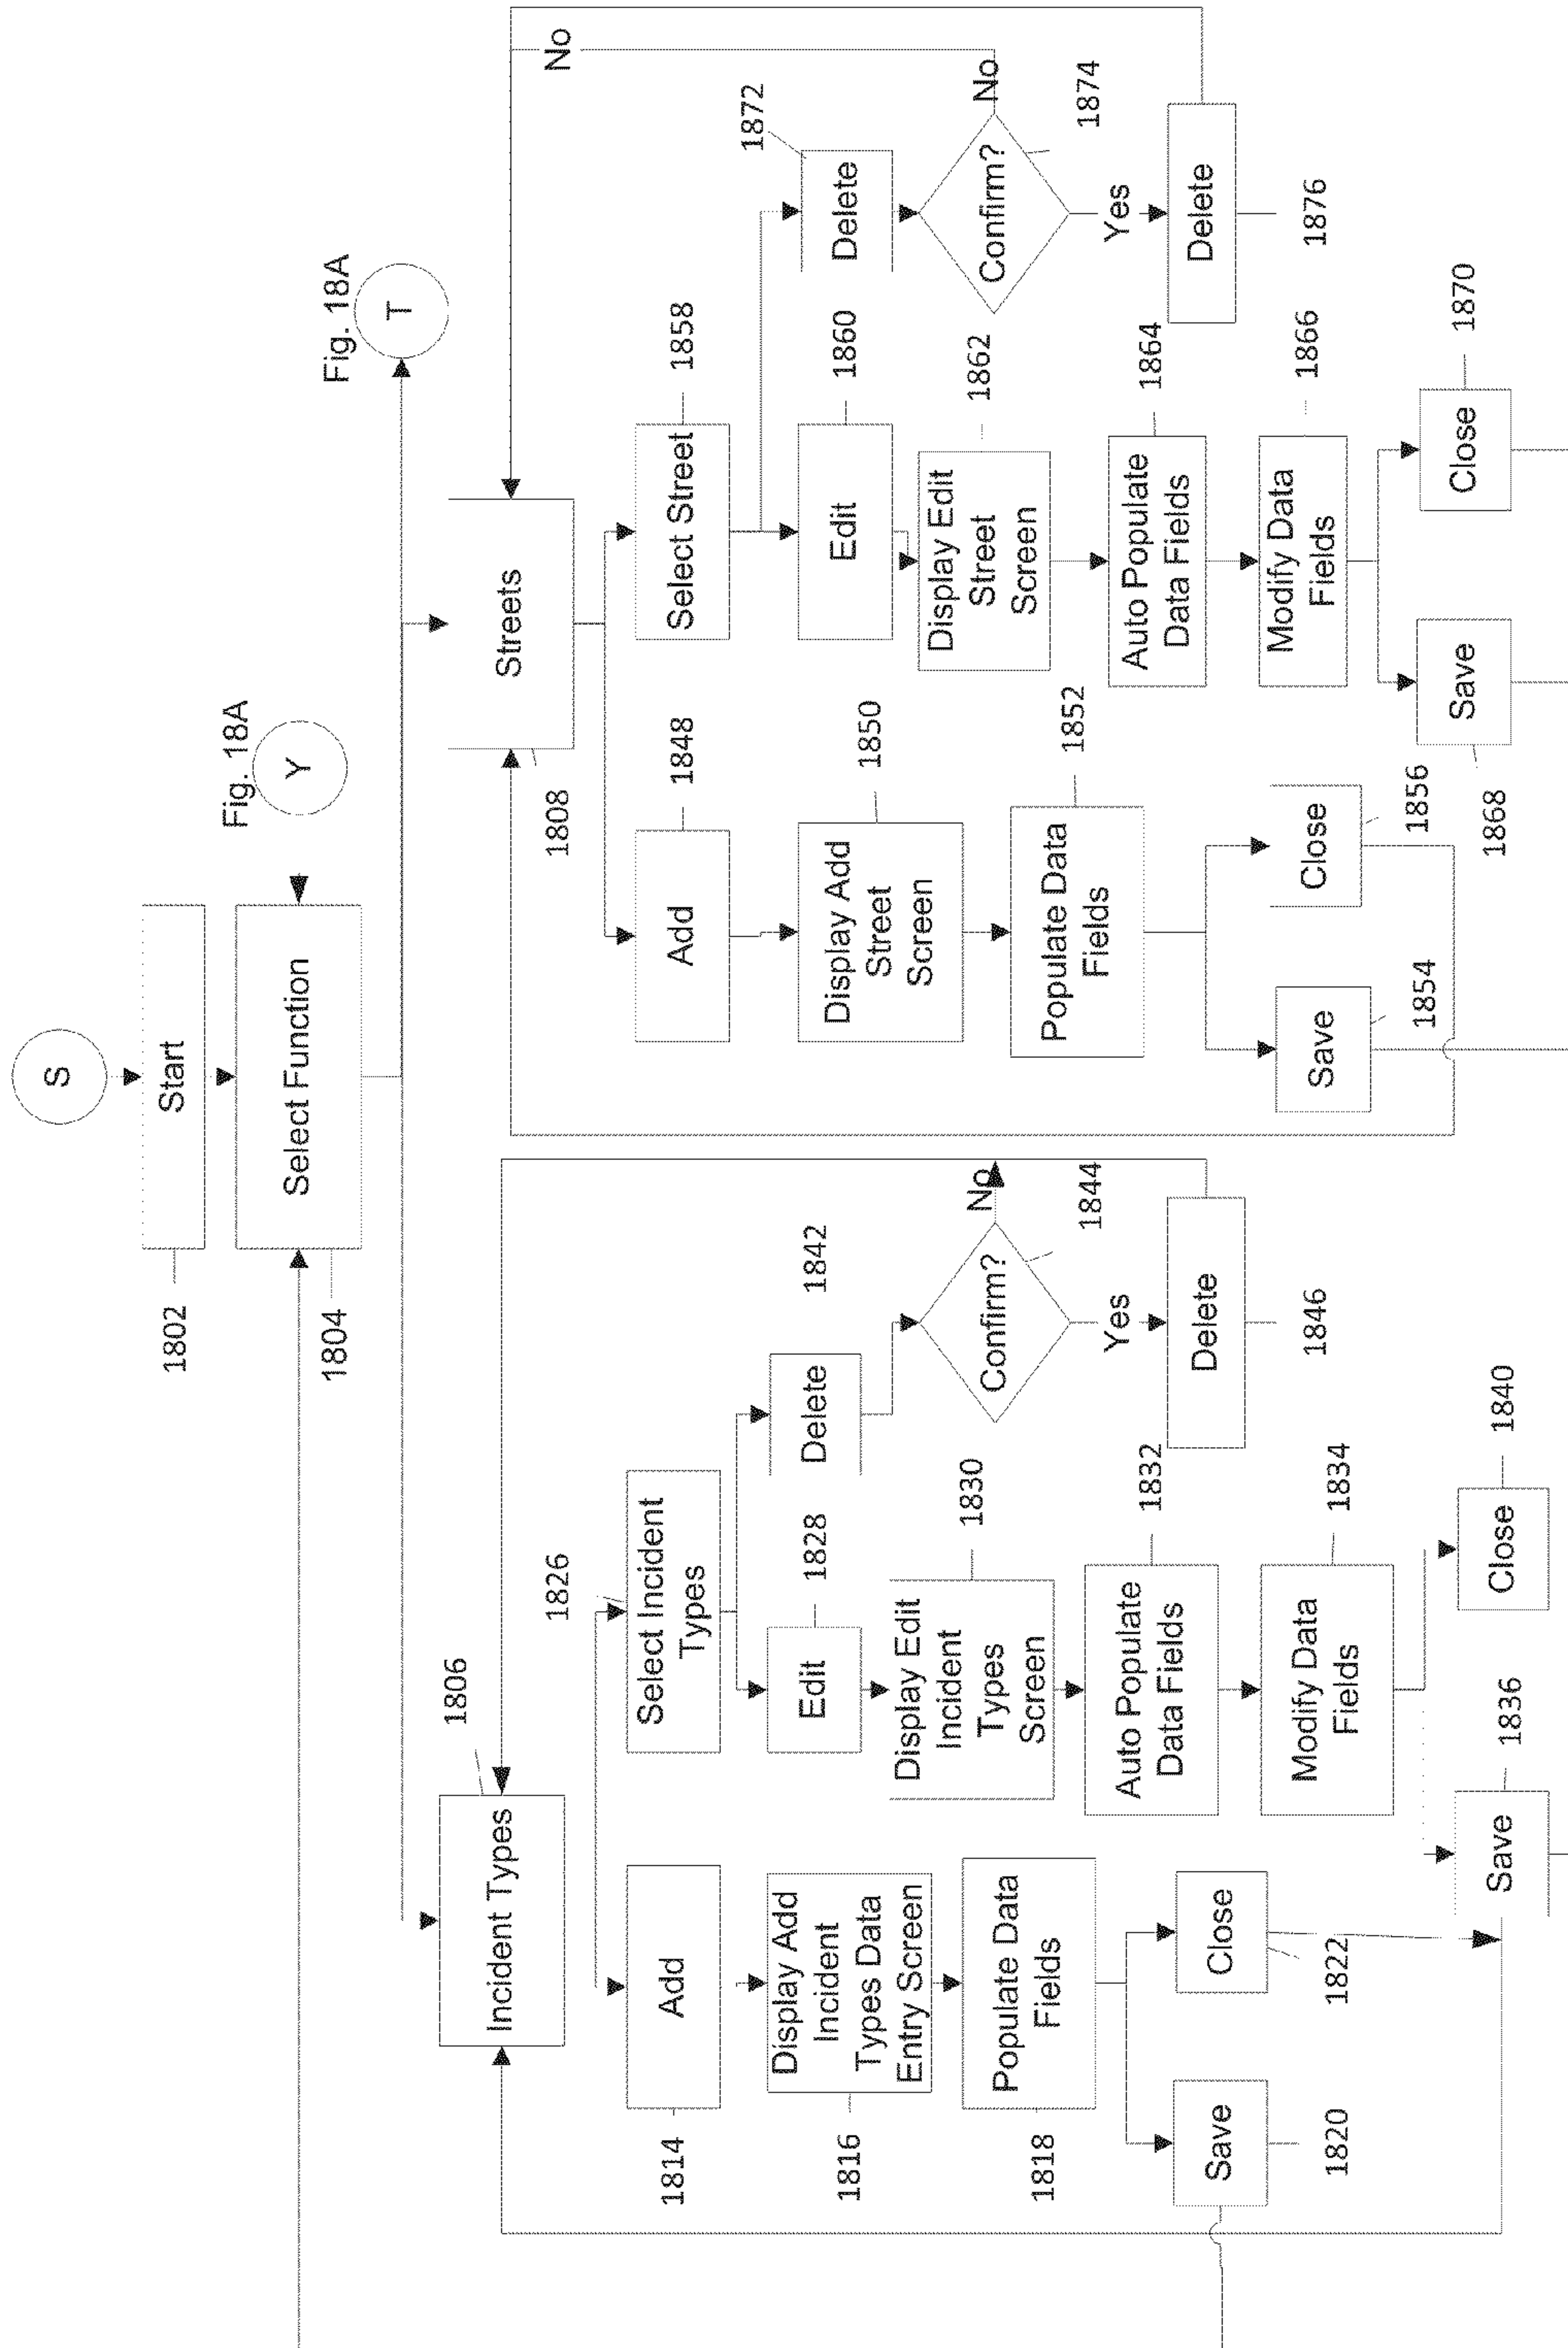 S
Start
1802
Fig. 18A
Y
Select Function
1804
Fig. 18A
T
1806
Incident Types
Streets
1808
No
1826
Add
1814
Select Incident
Types
Add
1848
Select Street
1858
1842
1872
Display Add
Incident
Types Data
Entry Screen
1816
Edit
1828
Delete
Display Add
Street
Screen
1850
Edit
1860
Delete
Populate Data
Fields
1818
Display Edit
Incident
Types
Screen
1830
Confirm?
No
1844
Populate Data
Fields
1852
Display Edit
Street
Screen
1862
Confirm?
No
1874
Yes
Yes
Save
1820
Close
1822
Auto Populate
Data Fields
1832
Delete
1846
Save
1854
Close
1856
Auto Populate
Data Fields
1864
Delete
1876
Modify Data
Fields
1834
Modify Data
Fields
1866
Save
1836
Close
1840
Save
1868
Close
1870